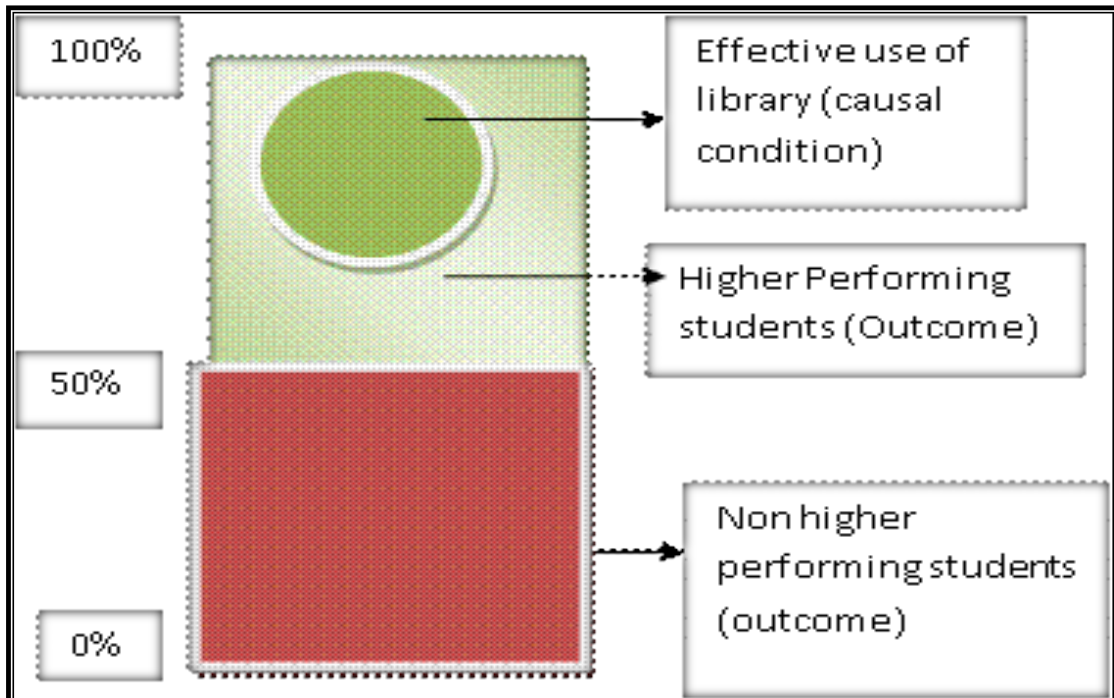 100%
Effective use of
library (causal
condition)
Higher Performing
students (Outcome)
50%
Non higher
performing students
(outcome)
0%